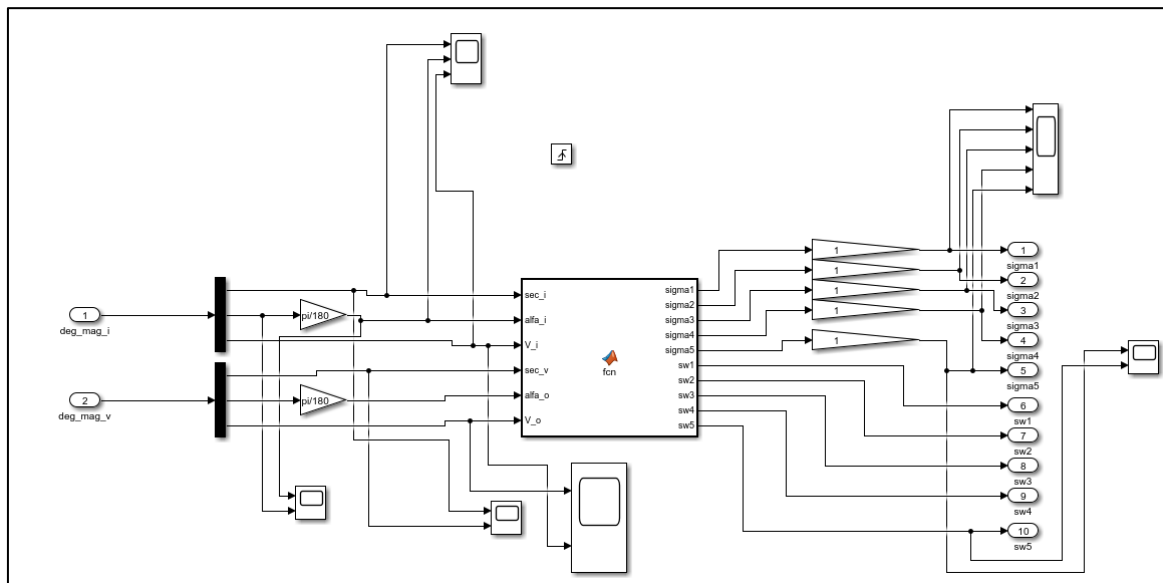 1
deg_mag_i
2
deg_mag_v
pi/180
pi/180
sec_i
alfa_i
V_i
sec_v
alfa_o
V_o
fcn
sigma1
sigma2
sigma3
sigma4
sigma5
sw1
sw2
sw3
sw4
sw5
1
1
1
1
1
1
sigma1
2
sigma2
3
sigma3
4
sigma4
5
sigma5
6
sw1
7
sw2
8
sw3
9
sw4
10
sw5